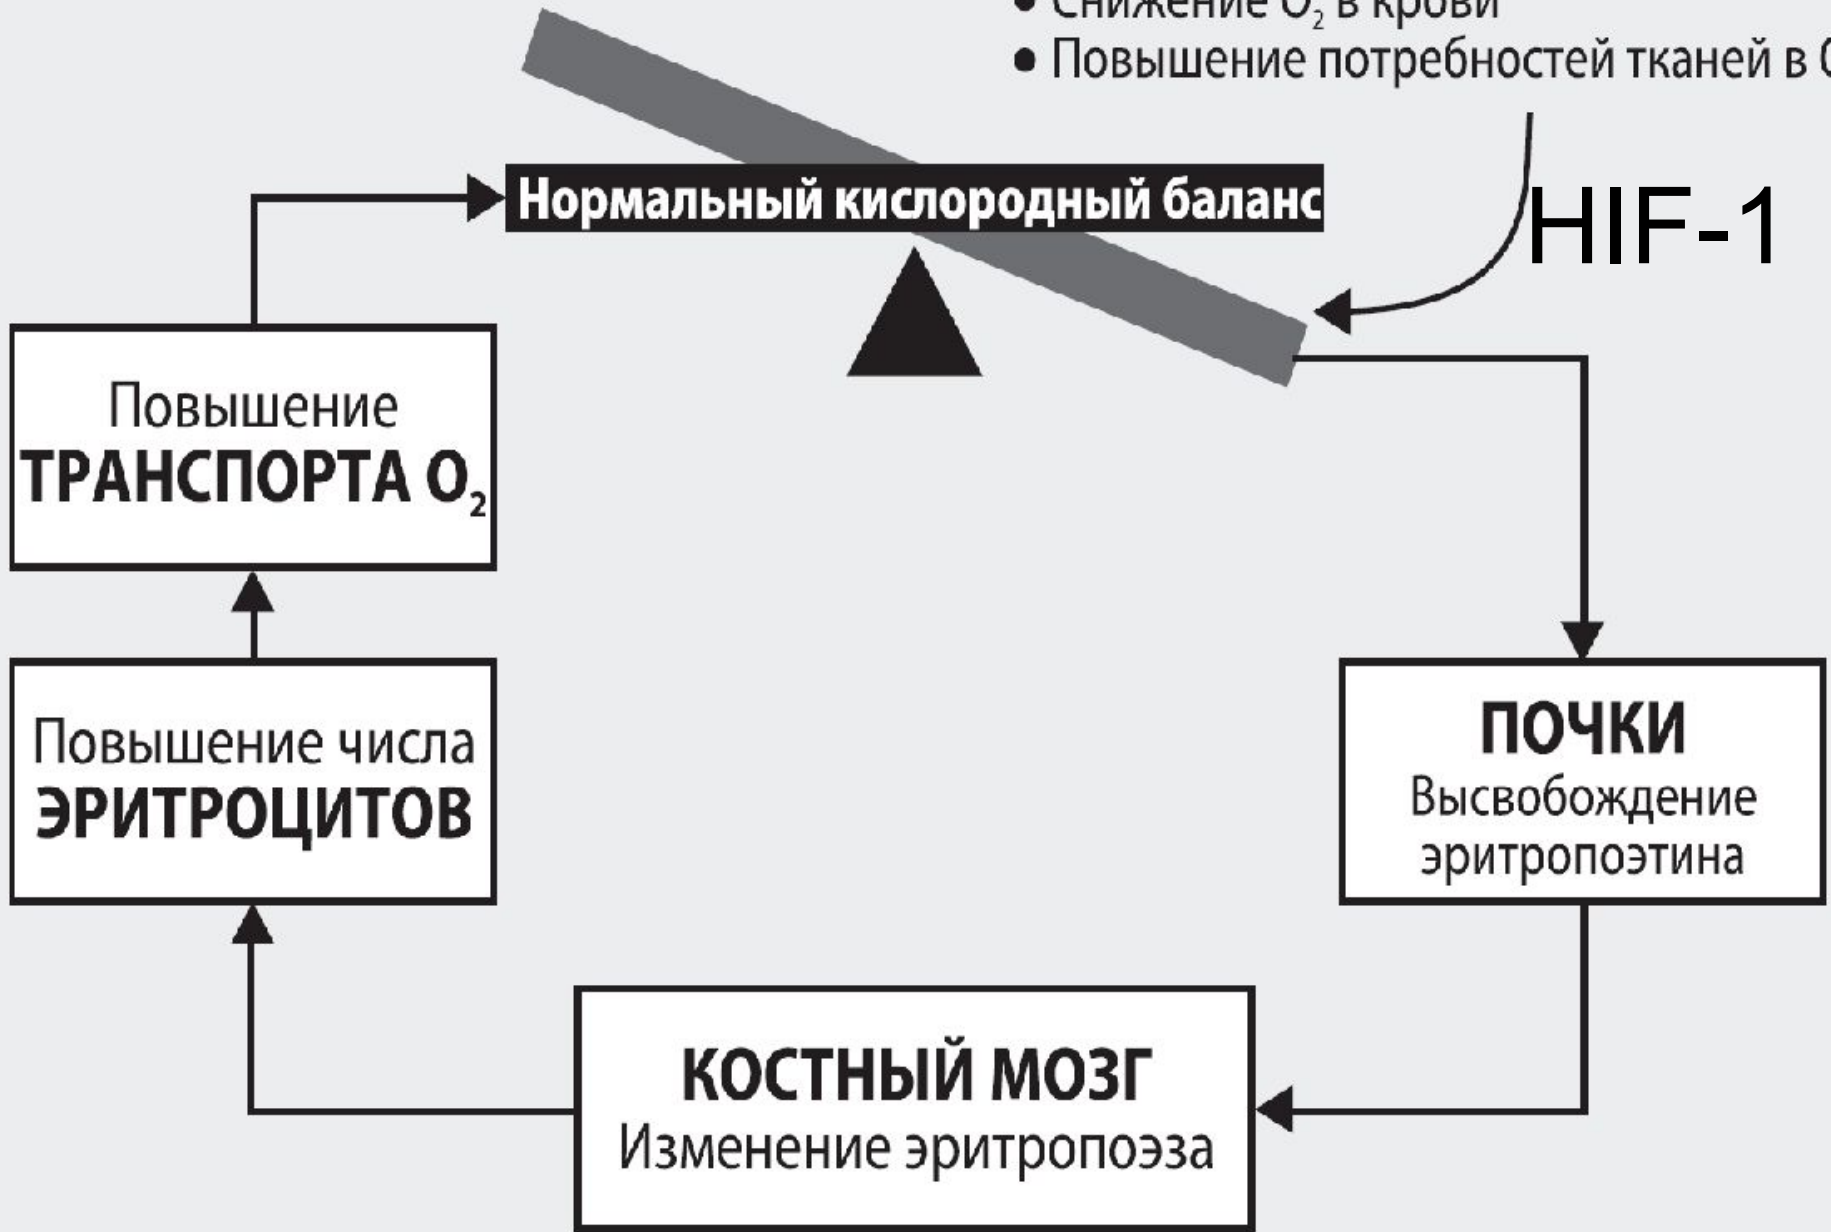 • Снижение O₂ в крови
• Повышение потребностей тканей в
Нормальный кислородный баланс
HIF-1
Повышение
ТРАНСПОРТА O₂
Повышение числа
ЭРИТРОЦИТОВ
ПОЧКИ
Высвобождение
эритропоэтина
КОСТНЫЙ МОЗГ
Изменение эритропоэза